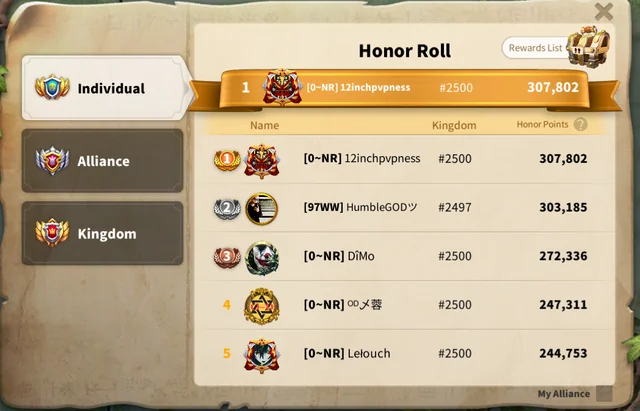 Honor Roll
Rewards List
Individual
1 [0~NR] 12inchpvpness #2500 307,802
Name Kingdom Honor Points ?
Alliance
1 [0~NR] 12inchpvpness #2500 307,802
2 [97WW] HumbleGODツ #2497 303,185
Kingdom
3 [0~NR] DîMo #2500 272,336
4 [0~NR] ᴼᴰメ蓉 #2500 247,311
5 [0~NR] Leƚouch #2500 244,753
My Alliance